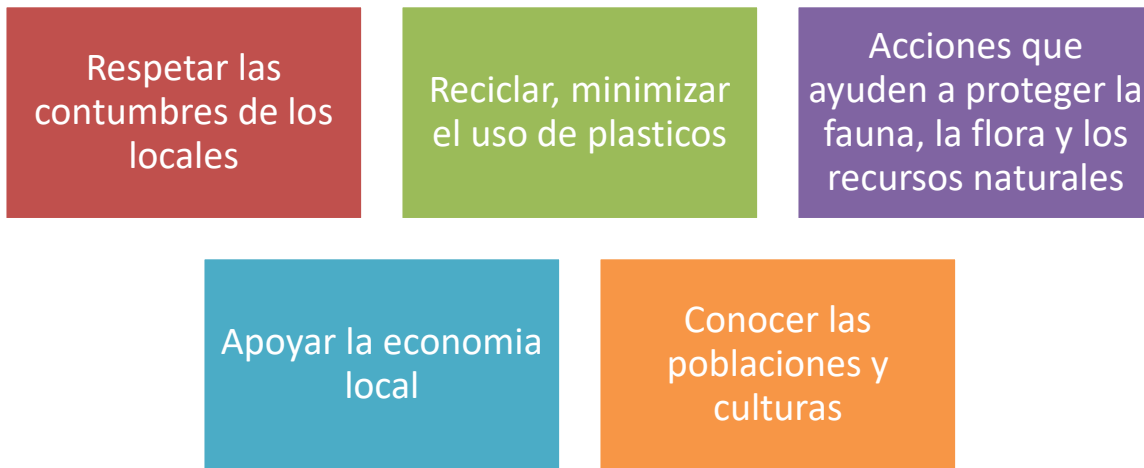 Respetar las
contumbres de los
locales
Reciclar, minimizar
el uso de plasticos
Acciones que
ayuden a proteger la
fauna, la flora y los
recursos naturales
Apoyar la economia
local
Conocer las
poblaciones y
culturas